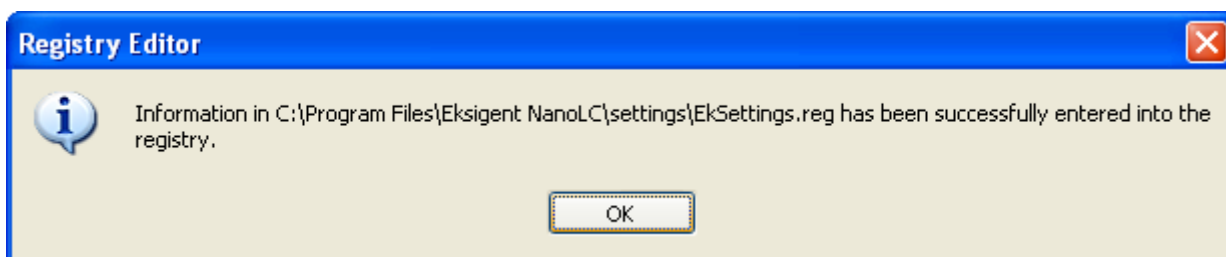 Registry Editor
Information in C:\Program Files\Eksigent NanoLC\settings\EkSettings.reg has been successfully entered into the
registry.
OK